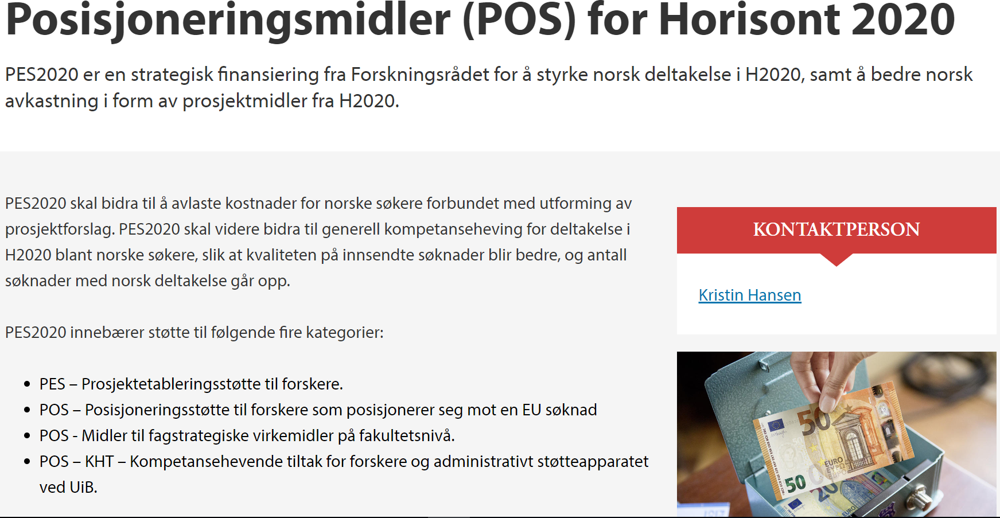 Posisjoneringsmidler (POS) for Horisont 2020
PES2020 er en strategisk finansiering fra Forskningsrådet for å styrke norsk deltakelse i H2020, samt å bedre norsk
avkastning i form av prosjektmidler fra H2020.
PES2020 skal bidra til å avlaste kostnader for norske søkere forbundet med utforming av
prosjektforslag. PES2020 skal videre bidra til generell kompetanseheving for deltakelse i
H2020 blant norske søkere, slik at kvaliteten på innsendte søknader blir bedre, og antall
søknader med norsk deltakelse går opp.
PES2020 innebærer støtte til følgende fire kategorier:
• PES – Prosjektetableringsstøtte til forskere.
• POS – Posisjoneringsstøtte til forskere som posisjonerer seg mot en EU søknad
• POS - Midler til fagstrategiske virkemidler på fakultetsnivå.
• POS – KHT – Kompetansehevende tiltak for forskere og administrativt støtteapparatet
ved UiB.
KONTAKTPERSON
Kristin Hansen
50
EURO
ΕΥΡΩ
50
20
EURO